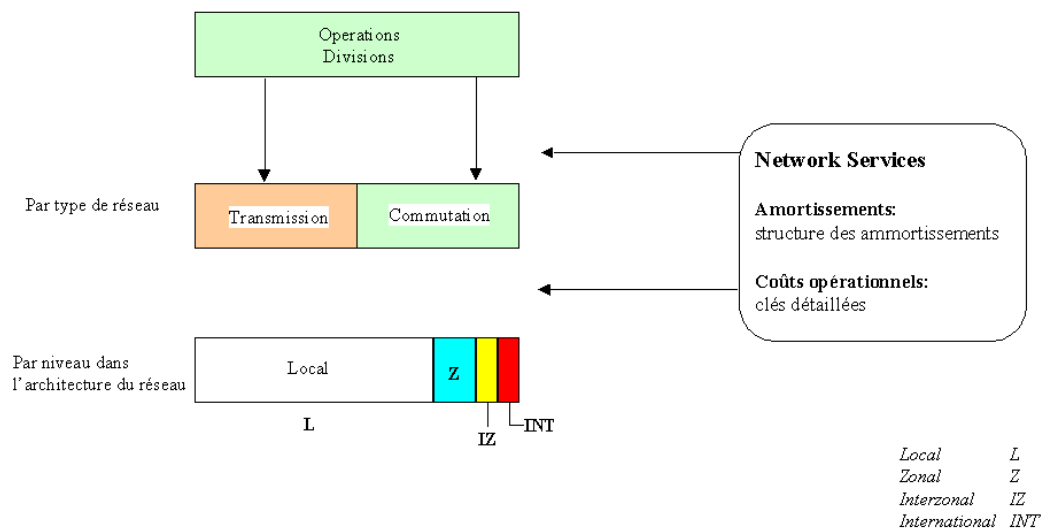 Operations
Divisions
Par type de réseau
Transmission
Commutation
Network Services
Amortissements:
structure des ammortissements
Coûts opérationnels:
clés détaillées
Par niveau dans
l'architecture du réseau
Local
Z
L
IZ
INT
Local L
Zonal Z
Interzonal IZ
International INT